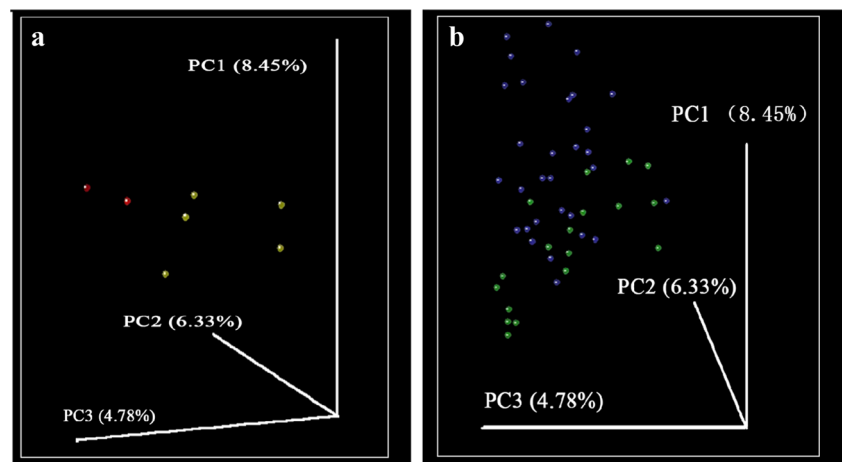 a
PC1 (8.45%)
PC2 (6.33%)
PC3 (4.78%)
b
PC1 （8.45%）
PC2 (6.33%)
PC3 (4.78%)